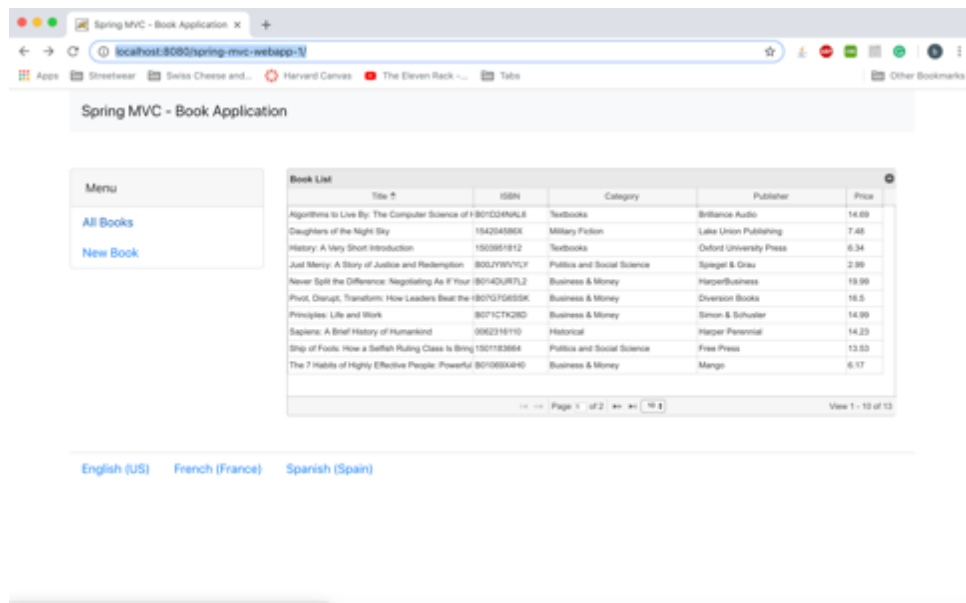 Spring MVC - Book Application
localhost:8080/spring-mvc-webapp-1/
Apps Streetwear Swiss Cheese and... Harvard Canvas The Eleven Rack -... Tabs Other Bookmarks
Spring MVC - Book Application
Menu
All Books
New Book
Book List
Title ISBN Category Publisher Price
Algorithms to Live By: The Computer Science of Textbooks Brilliance Audio 14.69
Daughters of the Night Sky 154204586X Military Fiction Lake Union Publishing 7.48
History: A Very Short Introduction 1503951812 Textbooks Oxford University Press 6.34
Just Mercy: A Story of Justice and Redemption B00JYWVYLY Politics and Social Science Spiegel & Grau 2.99
Never Split the Difference: Negotiating As If Your B014DUR7L2 Business & Money HarperBusiness 19.99
Pivot, Disrupt, Transform: How Leaders Beat the Business & Money Diversion Books 16.5
Principles: Life and Work B071CTK28D Business & Money Simon & Schuster 14.99
Sapiens: A Brief History of Humankind 0062316110 Historical Harper Perennial 14.23
Ship of Fools: How a Selfish Ruling Class Is Bring 1501183664 Politics and Social Science Free Press 13.53
The 7 Habits of Highly Effective People: Powerful Business & Money Mango 6.17
Page 1 of 2 10 View 1 - 10 of 13
English (US) French (France) Spanish (Spain)